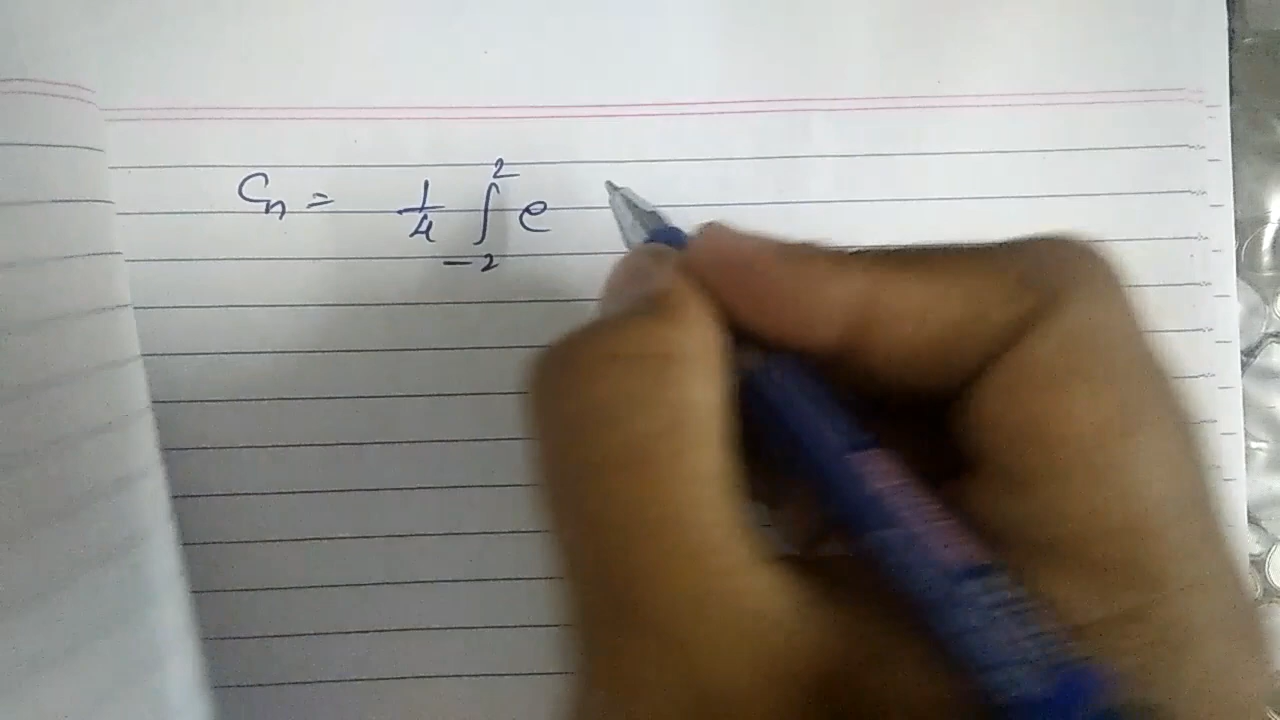 Cn = 1/4 ∫_{-2}^{2} e